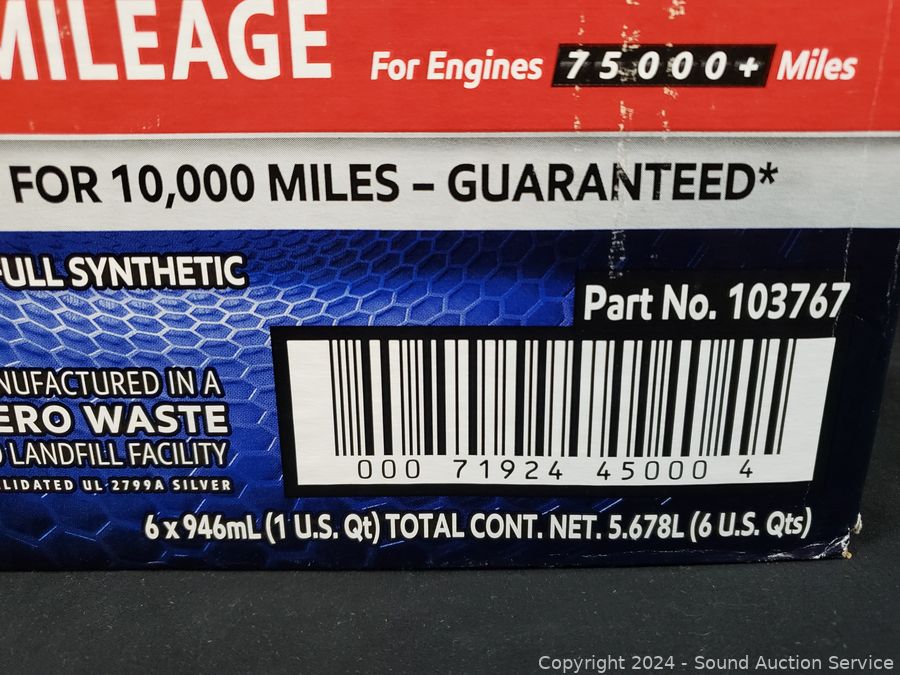 MILEAGE
For Engines 75000+ Miles
FOR 10,000 MILES – GUARANTEED*
FULL SYNTHETIC
Part No. 103767
NUFACTURED IN A
ERO WASTE
LANDFILL FACILITY
LIDATED UL 2799A SILVER
000 71924 45000 4
6 x 946mL (1 U.S. Qt) TOTAL CONT. NET. 5.678L (6 U.S. Qts)
Copyright 2024 - Sound Auction Service